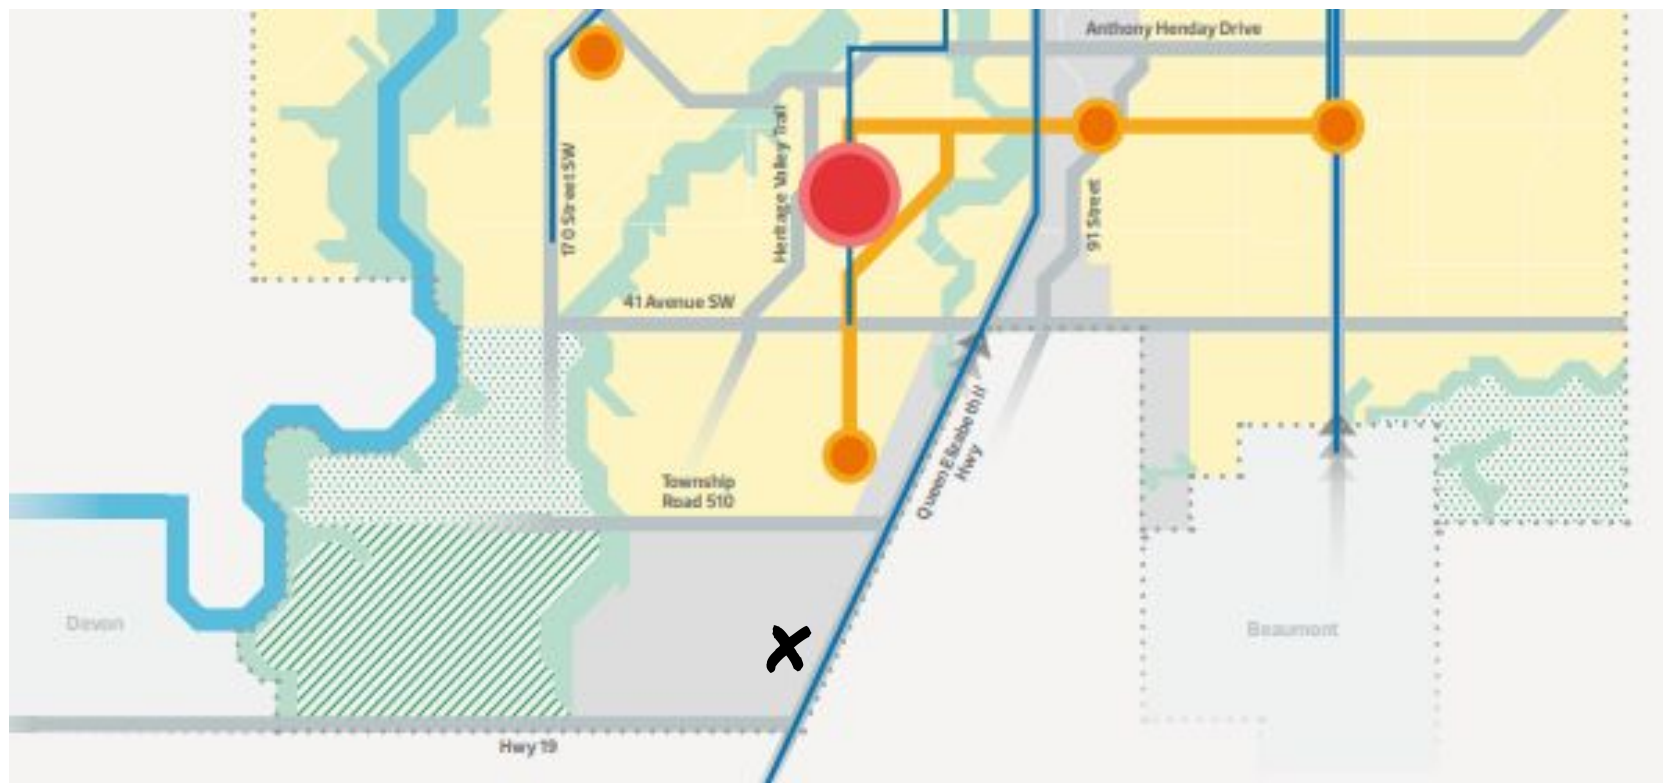 Anthony Henday Drive
170 Street SW
Heritage Valley Trail
91 Street
41 Avenue SW
Queen Elizabeth II
Hwy
Township
Road 510
Devon
Beaumont
Hwy 19